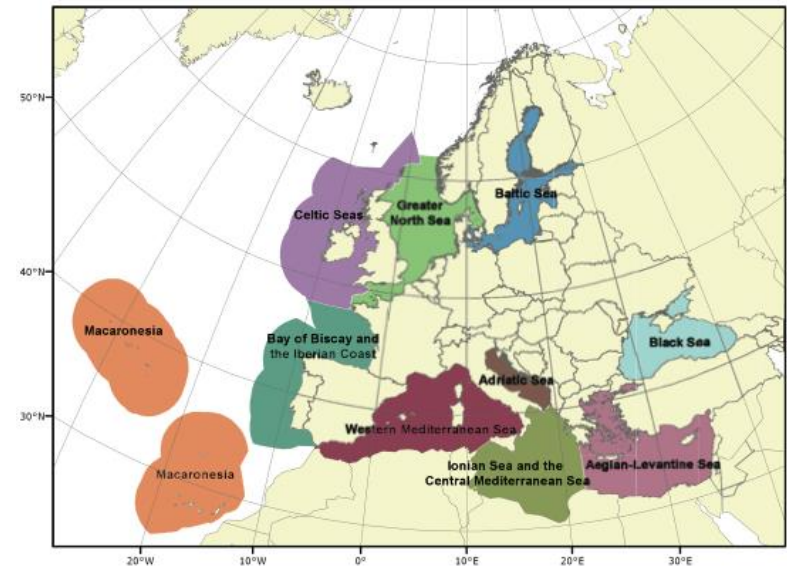 50°N
40°N
30°N
Celtic Seas
Greater
North Sea
Baltic Sea
Macaronesia
Bay of Biscay and
the Iberian Coast
Black Sea
Adriatic Sea
Western Mediterranean Sea
Ionian Sea and the
Central Mediterranean Sea
Aegian-Levantine Sea
Macaronesia
20°W
10°W
0°
10°E
20°E
30°E